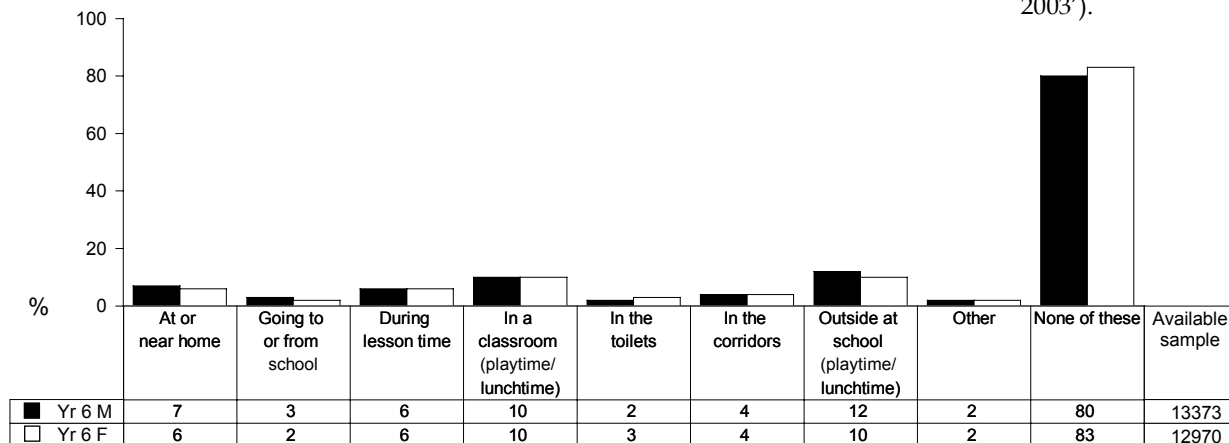 2003').
100
80
60
40
20
0
%
At or near home
Going to or from school
During lesson time
In a classroom (playtime/ lunchtime)
In the toilets
In the corridors
Outside at school (playtime/ lunchtime)
Other
None of these
Available sample
Yr 6 M 7 3 6 10 2 4 12 2 80 13373
Yr 6 F 6 2 6 10 3 4 10 2 83 12970